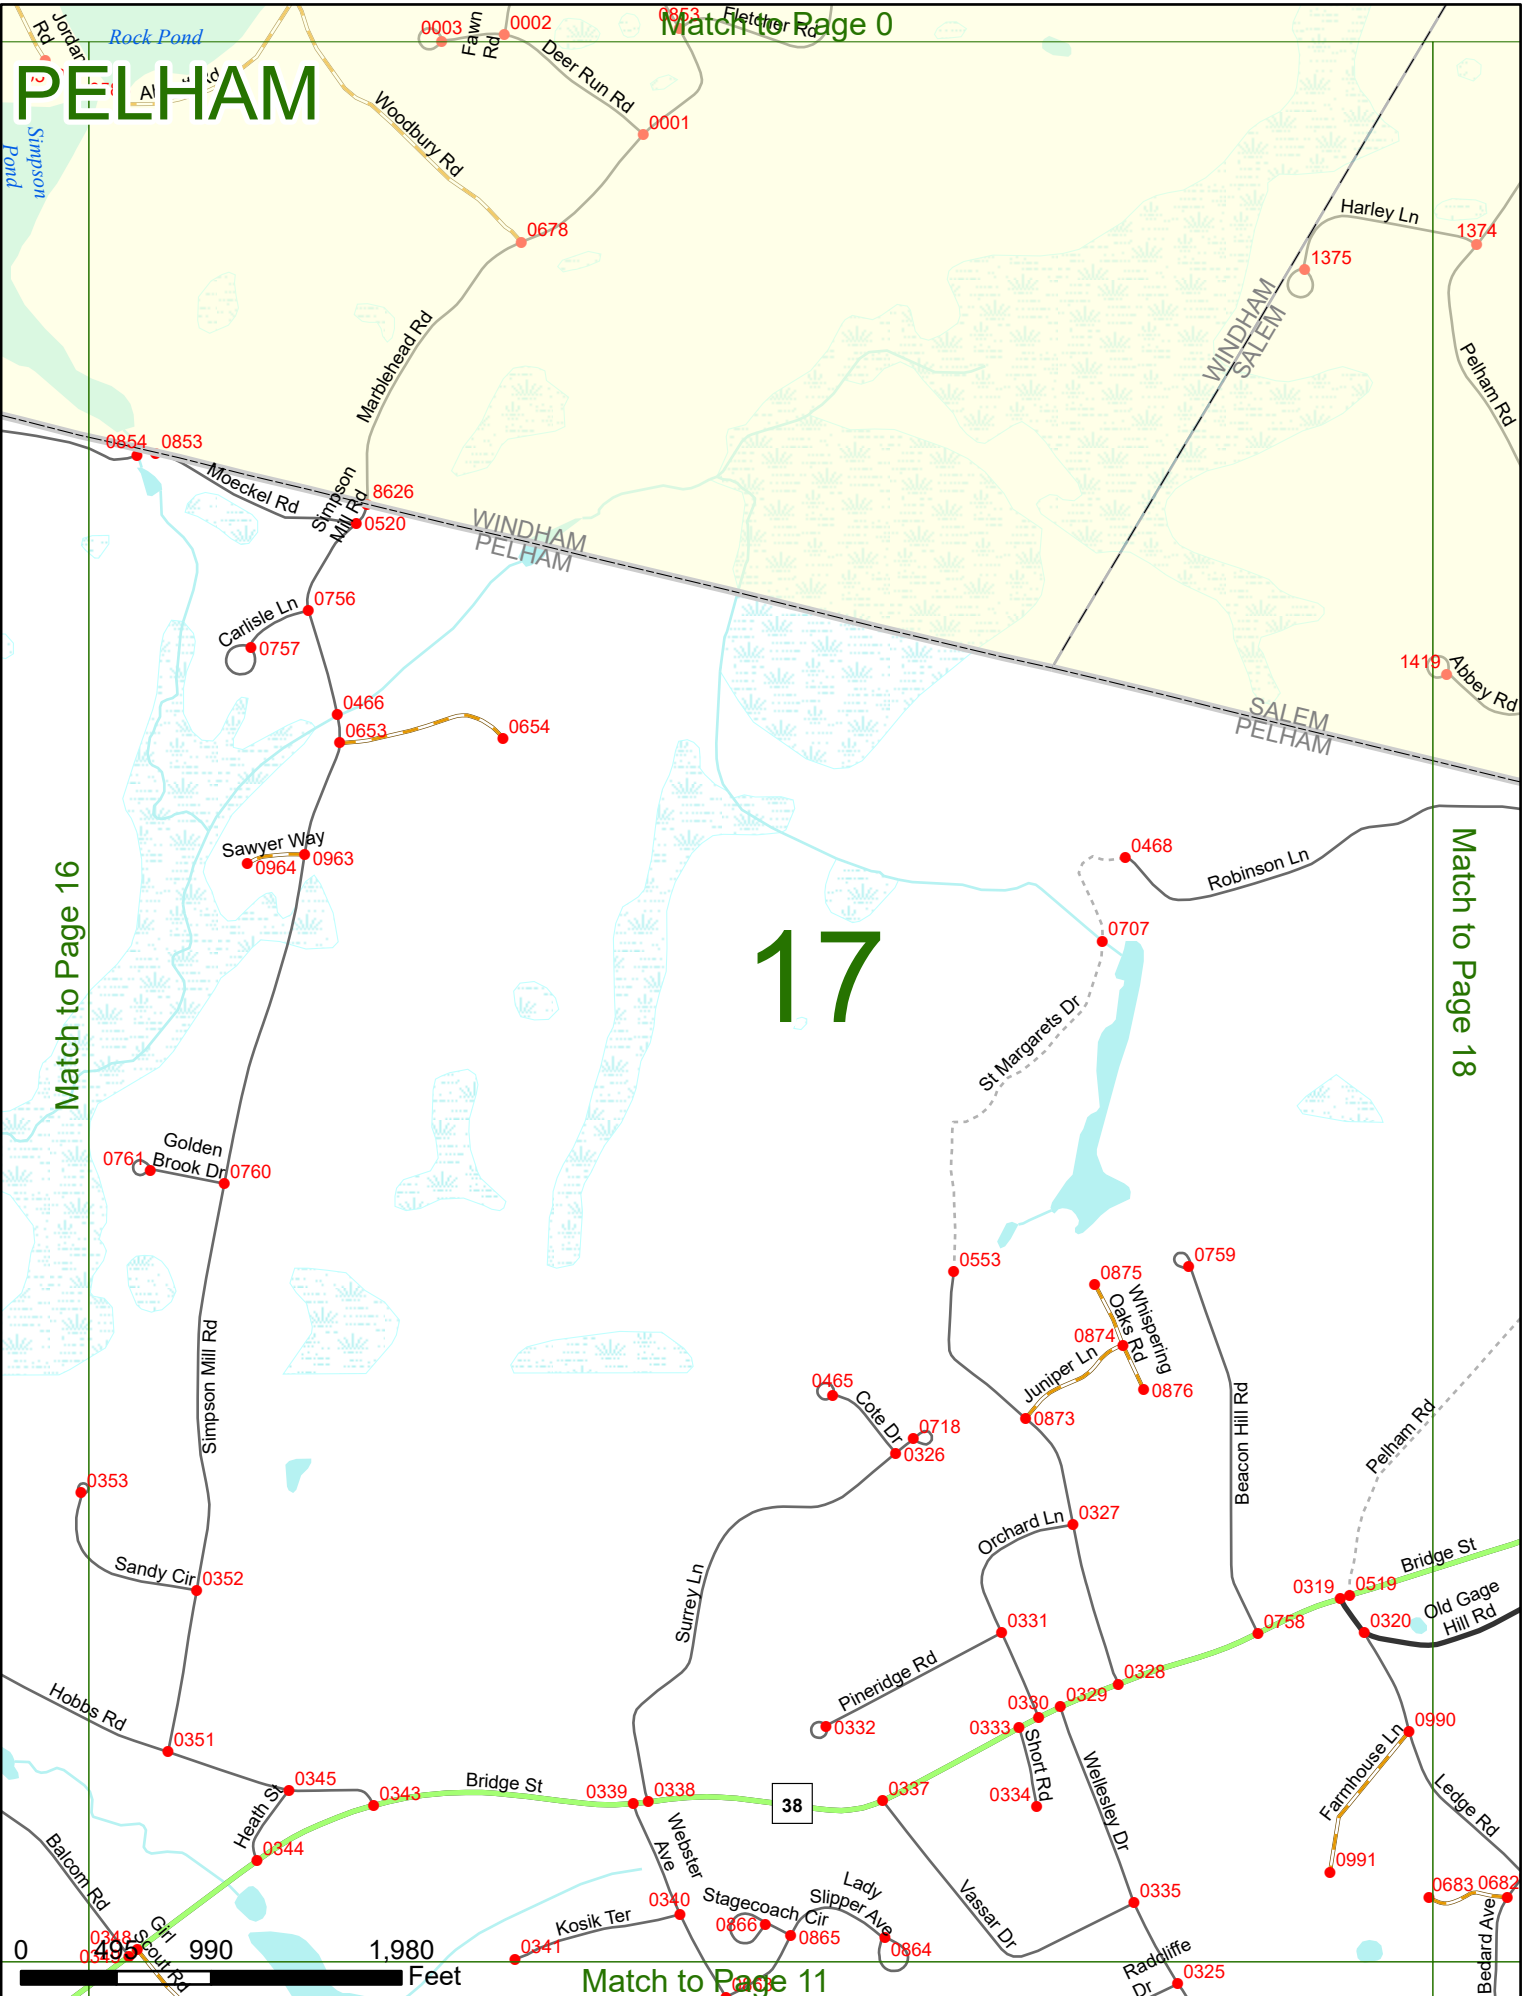 Match to Page 0
PELHAM
Rock Pond
Jordan
Rd
Simpson
Pond
0003
Fawn
Rd
0002
0853
Fletcher Rd
Deer Run Rd
0001
Woodbury Rd
0678
Marblehead Rd
Harley Ln
1374
1375
WINDHAM
SALEM
Pelham Rd
0854
0853
Moeckel Rd
Simpson
Mill Rd
8626
0520
WINDHAM
PELHAM
Carlisle Ln
0756
0757
1419
Abbey Rd
SALEM
PELHAM
0466
0653
0654
Sawyer Way
0964
0963
0468
Robinson Ln
Match to Page 16
17
Match to Page 18
0707
St Margarets Dr
Golden
Brook Dr
0761
0760
0553
0875
0759
Whispering
Oaks Rd
0874
Juniper Ln
0876
0873
Simpson Mill Rd
0465
Cote Dr
0718
0326
Beacon Hill Rd
Pelham Rd
0353
Orchard Ln
0327
Sandy Cir
0352
Surrey Ln
Bridge St
0319
0519
Old Gage
Hill Rd
0320
0331
0758
Pineridge Rd
0328
0329
0330
0333
0332
Hobbs Rd
0351
0990
Short Rd
Wellesley Dr
Farmhouse Ln
Ledge Rd
0345
0343
Bridge St
0339
0338
38
0337
0334
Heath St
0344
Webster
Ave
0991
Balcom Rd
Lady
Slipper Ave
Vassar Dr
0335
0683
0682
Kosik Ter
0340
Stagecoach Cir
0866
0865
0864
0341
Girl
Scout Rd
0348
Radcliffe
Dr
0325
Bedard Ave
0 495 990 1,980
Feet
Match to Page 11
0863